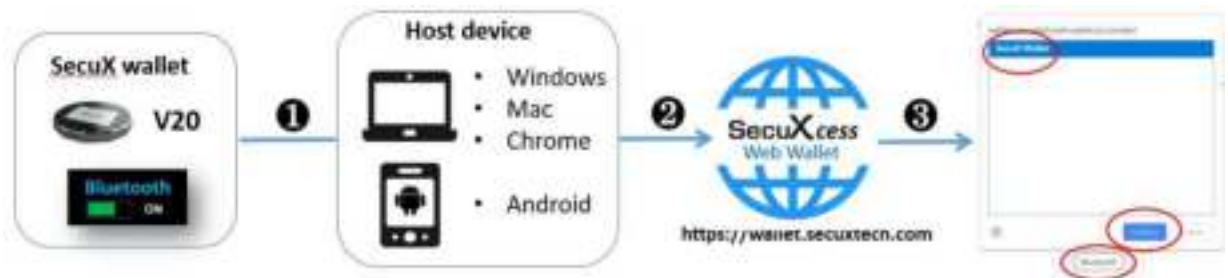 SecuX wallet
V20
Bluetooth
ON
❶
Host device
• Windows
• Mac
• Chrome
• Android
❷
SecuXcess
Web Wallet
https://wallet.secuxtech.com
❸